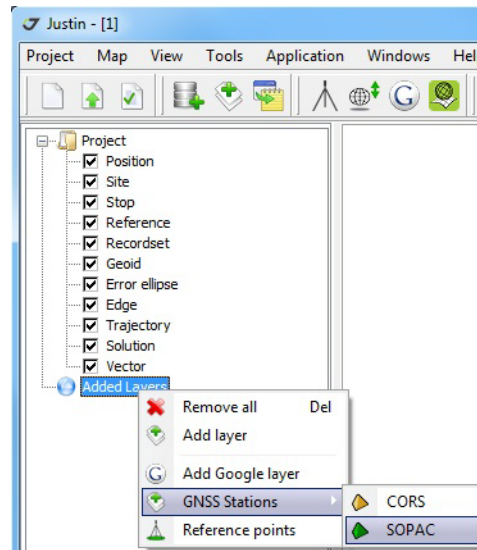 Justin - [1]
Project Map View Tools Application Windows Hel
Project
Position
Site
Stop
Reference
Recordset
Geoid
Error ellipse
Edge
Trajectory
Solution
Vector
Added Layers
Remove all Del
Add layer
Add Google layer
GNSS Stations
Reference points
CORS
SOPAC